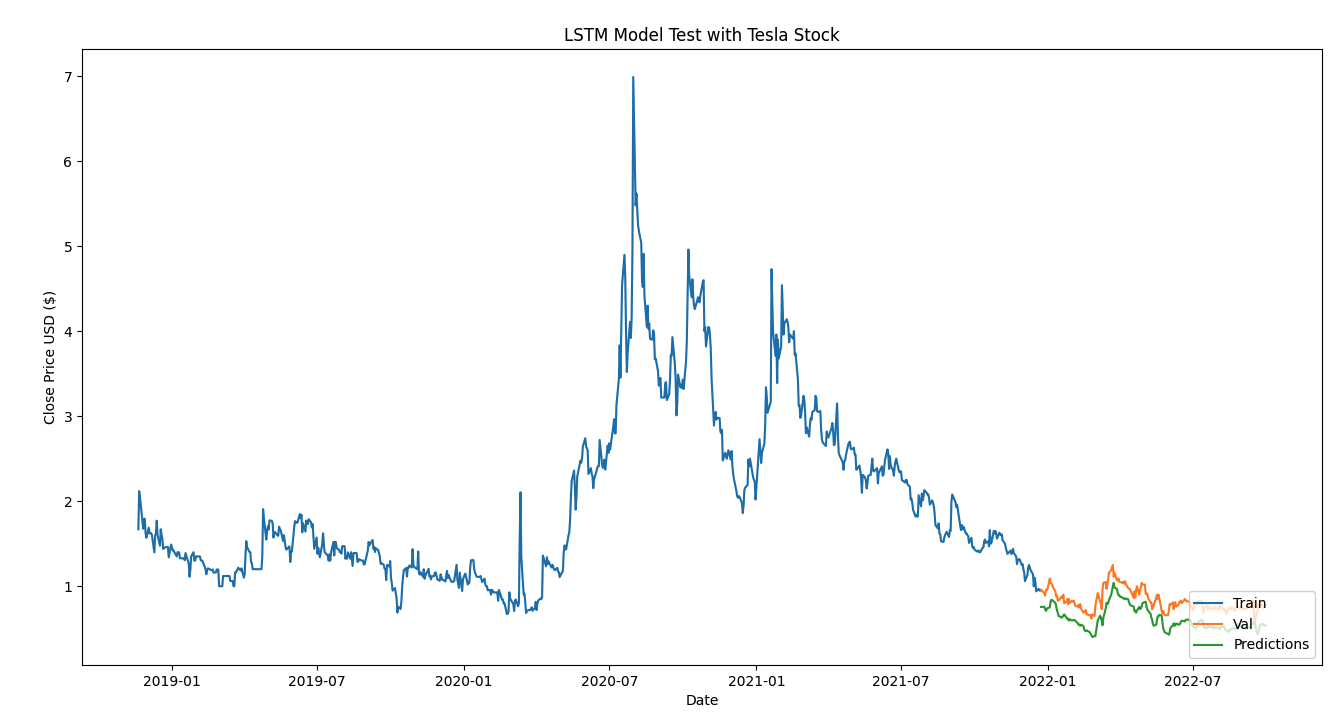 LSTM Model Test with Tesla Stock
Close Price USD ($)
7
6
5
4
3
2
1
2019-01
2019-07
2020-01
2020-07
2021-01
2021-07
2022-01
2022-07
Date
Train
Val
Predictions